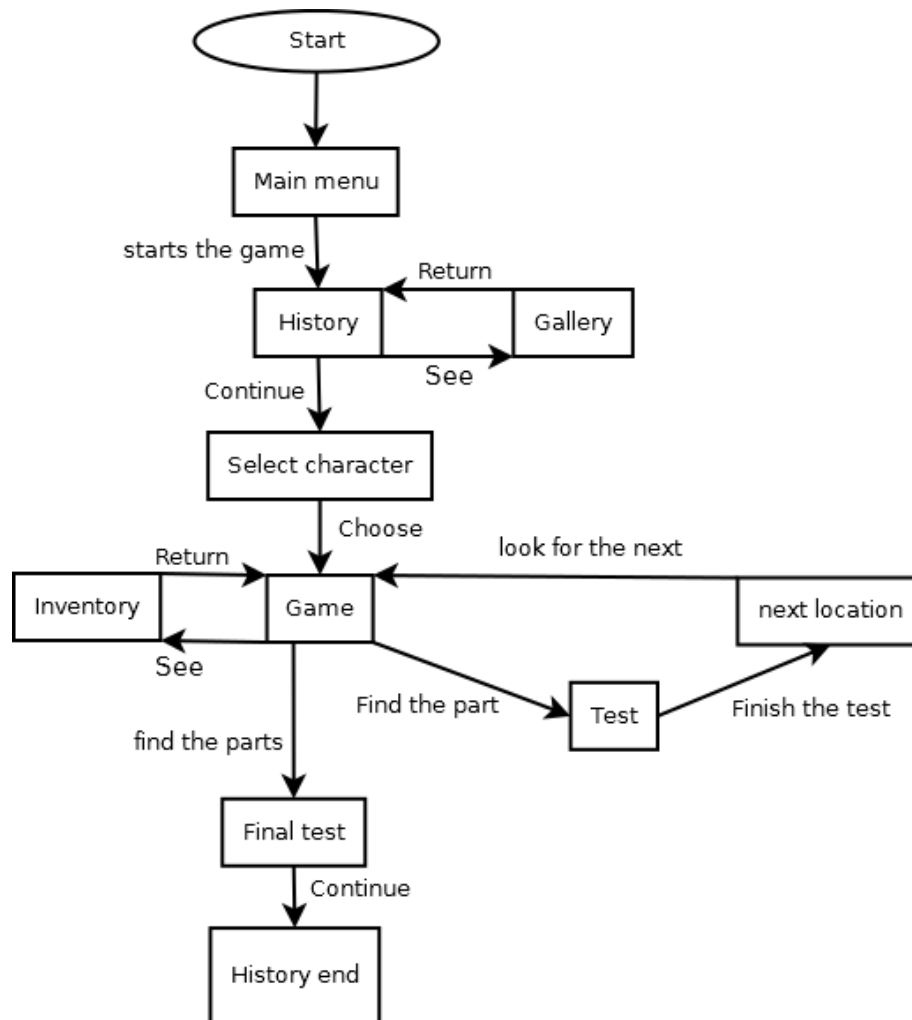 Start
Main menu
starts the game
Return
History
Gallery
See
Continue
Select character
Choose
look for the next
Return
Inventory
Game
next location
See
Find the part
Test
Finish the test
find the parts
Final test
Continue
History end